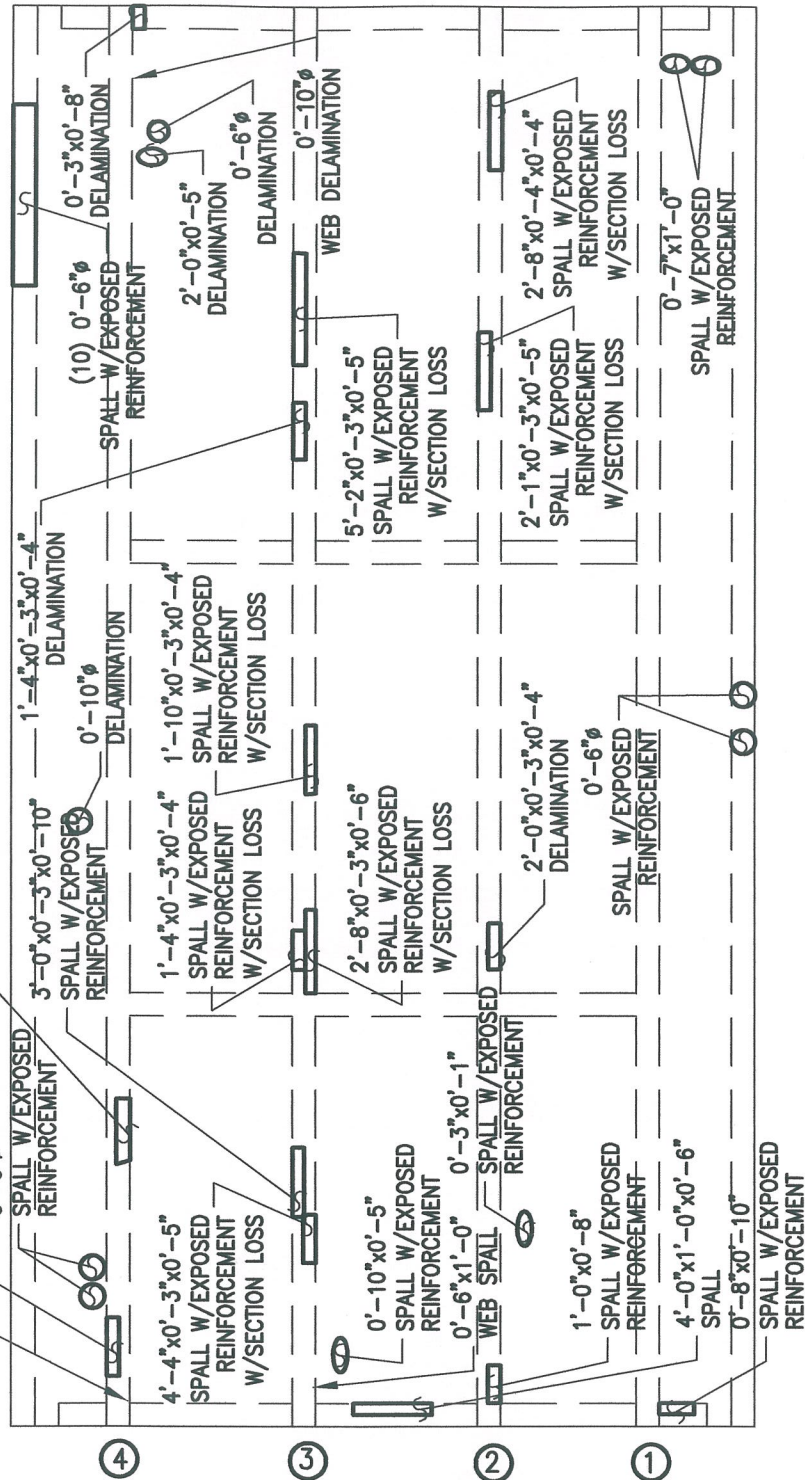 SPALL W/EXPOSED
REINFORCEMENT
3'-0"x0'-3"x0'-10"
SPALL W/EXPOSED
REINFORCEMENT
0'-10"ø
DELAMINATION
1'-4"x0'-3"x0'-4"
DELAMINATION
(10) 0'-6"ø
SPALL W/EXPOSED
REINFORCEMENT
0'-3"x0'-8"
DELAMINATION
2'-0"x0'-5"
DELAMINATION
0'-6"ø
DELAMINATION
0'-10"ø
WEB DELAMINATION
4
4'-4"x0'-3"x0'-5"
SPALL W/EXPOSED
REINFORCEMENT
W/SECTION LOSS
1'-4"x0'-3"x0'-4"
SPALL W/EXPOSED
REINFORCEMENT
W/SECTION LOSS
1'-10"x0'-3"x0'-4"
SPALL W/EXPOSED
REINFORCEMENT
W/SECTION LOSS
3
0'-10"x0'-5"
SPALL W/EXPOSED
REINFORCEMENT
0'-6"x1'-0"
WEB SPALL
0'-3"x0'-1"
SPALL W/EXPOSED
REINFORCEMENT
2'-8"x0'-3"x0'-6"
SPALL W/EXPOSED
REINFORCEMENT
W/SECTION LOSS
5'-2"x0'-3"x0'-5"
SPALL W/EXPOSED
REINFORCEMENT
W/SECTION LOSS
2
1'-0"x0'-8"
SPALL W/EXPOSED
REINFORCEMENT
4'-0"x1'-0"x0'-6"
SPALL
0'-8"x0'-10"
SPALL W/EXPOSED
REINFORCEMENT
2'-0"x0'-3"x0'-4"
DELAMINATION
0'-6"ø
SPALL W/EXPOSED
REINFORCEMENT
2'-1"x0'-3"x0'-5"
SPALL W/EXPOSED
REINFORCEMENT
W/SECTION LOSS
2'-8"x0'-4"x0'-4"
SPALL W/EXPOSED
REINFORCEMENT
W/SECTION LOSS
0'-7"x1'-0"
SPALL W/EXPOSED
REINFORCEMENT
1